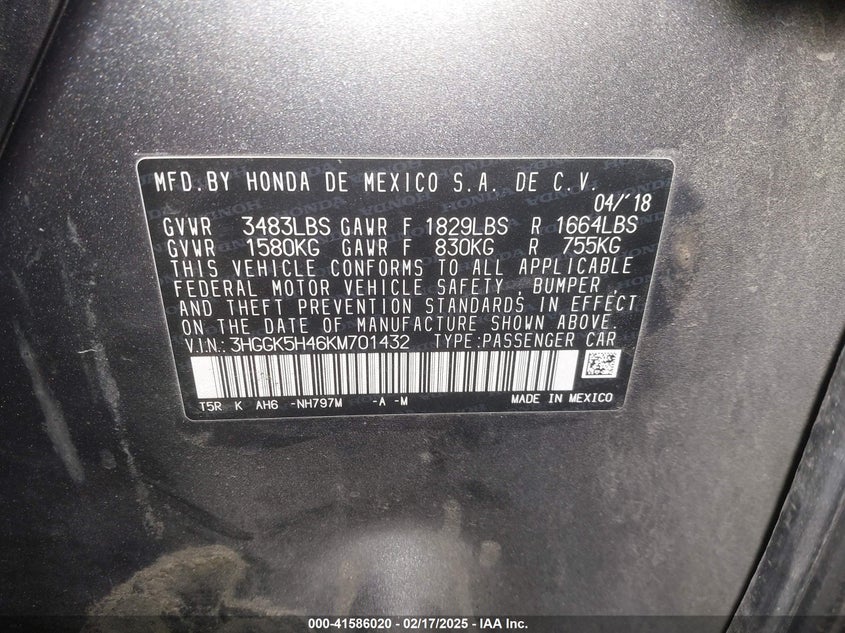 MFD.BY HONDA DE MEXICO S.A. DE C.V.
04/'18
GVWR 3483LBS GAWR F 1829LBS R 1664LBS
GVWR 1580KG GAWR F 830KG R 755KG
THIS VEHICLE CONFORMS TO ALL APPLICABLE
FEDERAL MOTOR VEHICLE SAFETY , BUMPER ,
AND THEFT PREVENTION STANDARDS IN EFFECT
ON THE DATE OF MANUFACTURE SHOWN ABOVE.
V.I.N.: 3HGGK5H46KM701432 TYPE:PASSENGER CAR
T5R K AH6 -NH797M -A -M MADE IN MEXICO
000-41586020 - 02/17/2025 - IAA Inc.